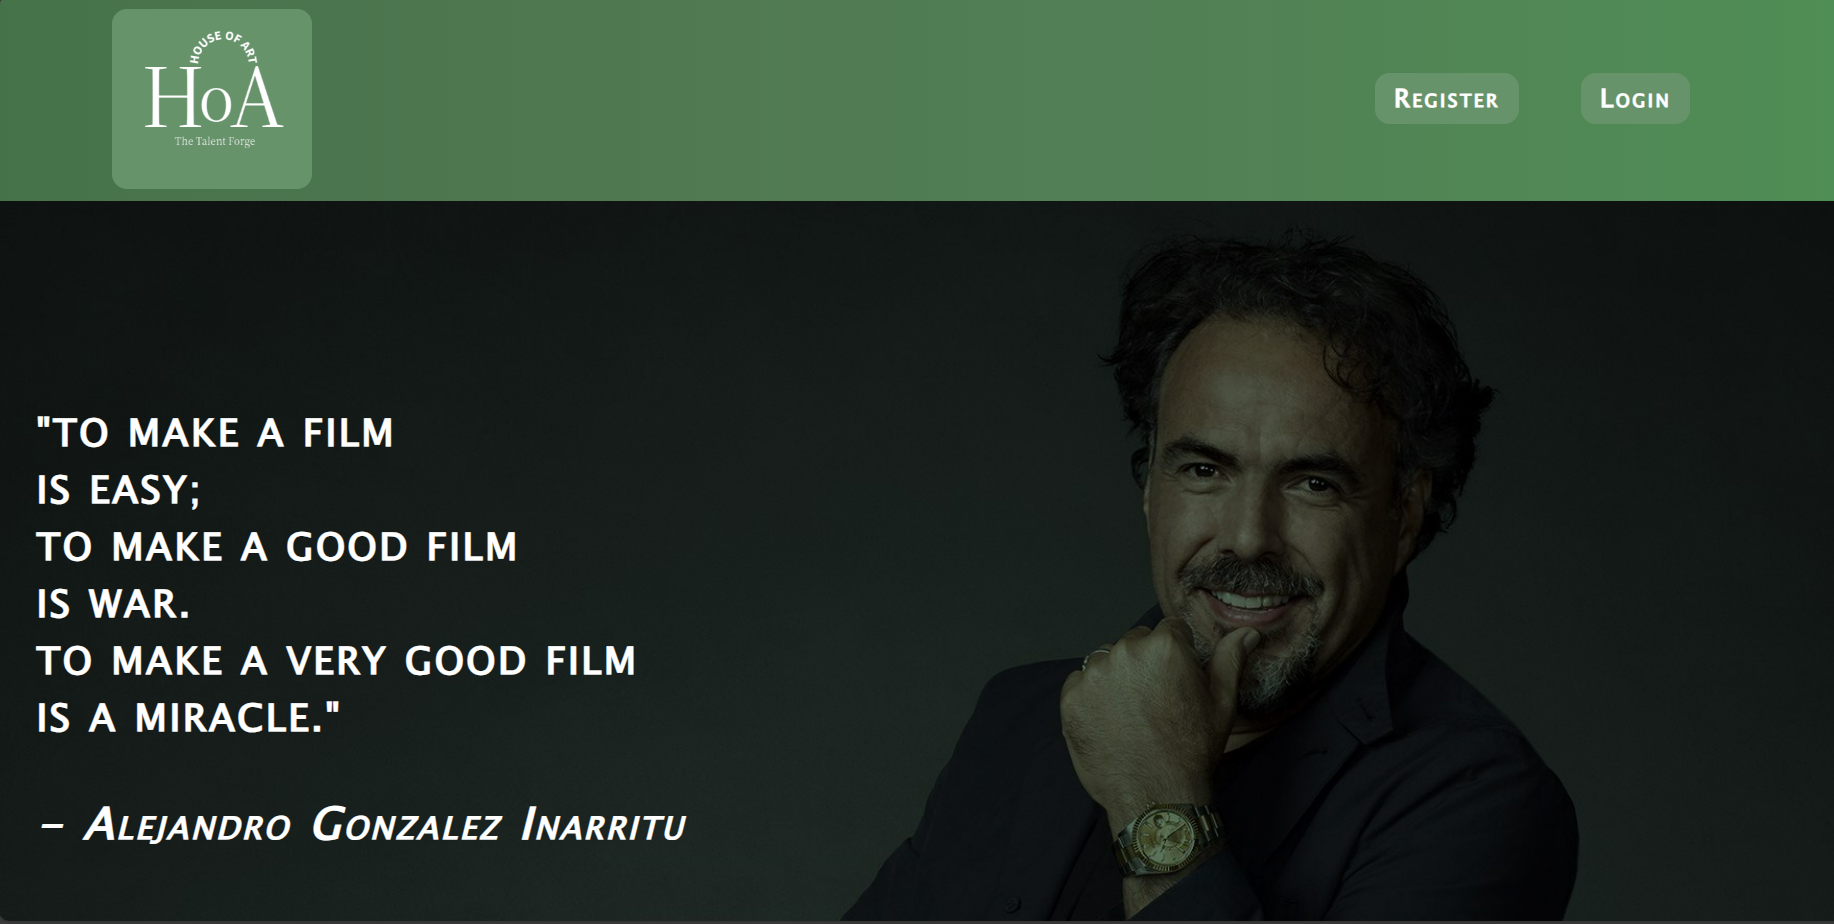 HOUSE OF ART
HoA
The Talent Forge
Register
Login
"TO MAKE A FILM
IS EASY;
TO MAKE A GOOD FILM
IS WAR.
TO MAKE A VERY GOOD FILM
IS A MIRACLE."
– Alejandro Gonzalez Inarritu